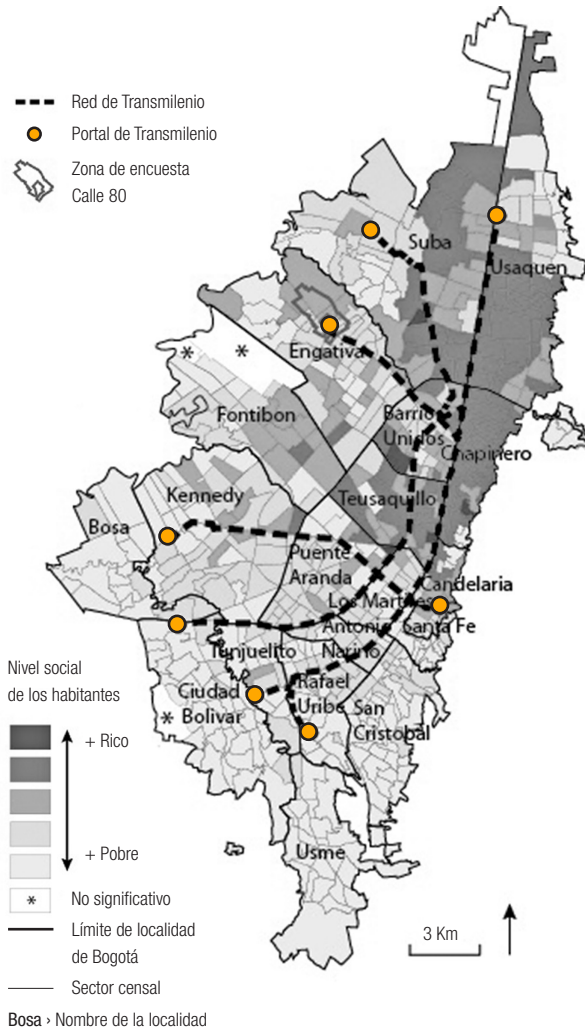 Red de Transmilenio
Portal de Transmilenio
Zona de encuesta
Calle 80
Suba
Usaquen
Engativa
* *
Fontibon
Barrios
Unidos
Chapinero
Kennedy
Teusaquillo
Bosa
Puente
Aranda
Candelaria
Los Martires
Antonio
Nariño
Santa Fe
Tunjuelito
Ciudad
Bolivar
*
Rafael
Uribe
San
Cristobal
Usme
Nivel social
de los habitantes
+ Rico
+ Pobre
* No significativo
Límite de localidad
de Bogotá
Sector censal
Bosa › Nombre de la localidad
3 Km